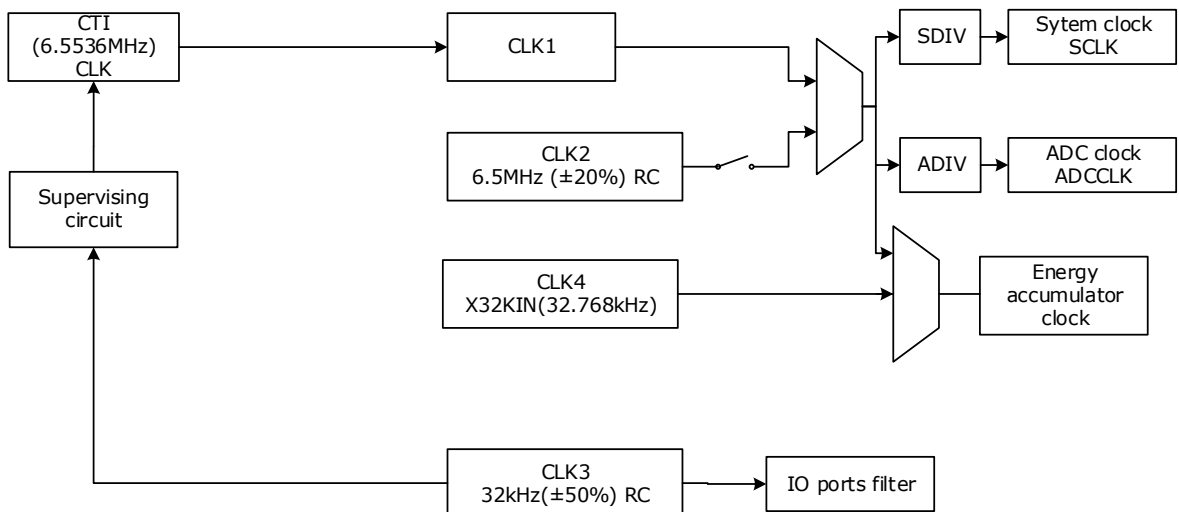 CTI
(6.5536MHz)
CLK
CLK1
SDIV
Sytem clock
SCLK
CLK2
6.5MHz (±20%) RC
ADIV
ADC clock
ADCCLK
Supervising
circuit
CLK4
X32KIN(32.768kHz)
Energy
accumulator
clock
CLK3
32kHz(±50%) RC
IO ports filter